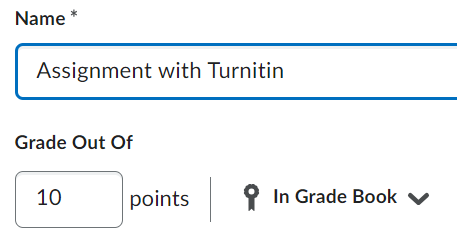 Name *
Assignment with Turnitin
Grade Out Of
10 points In Grade Book